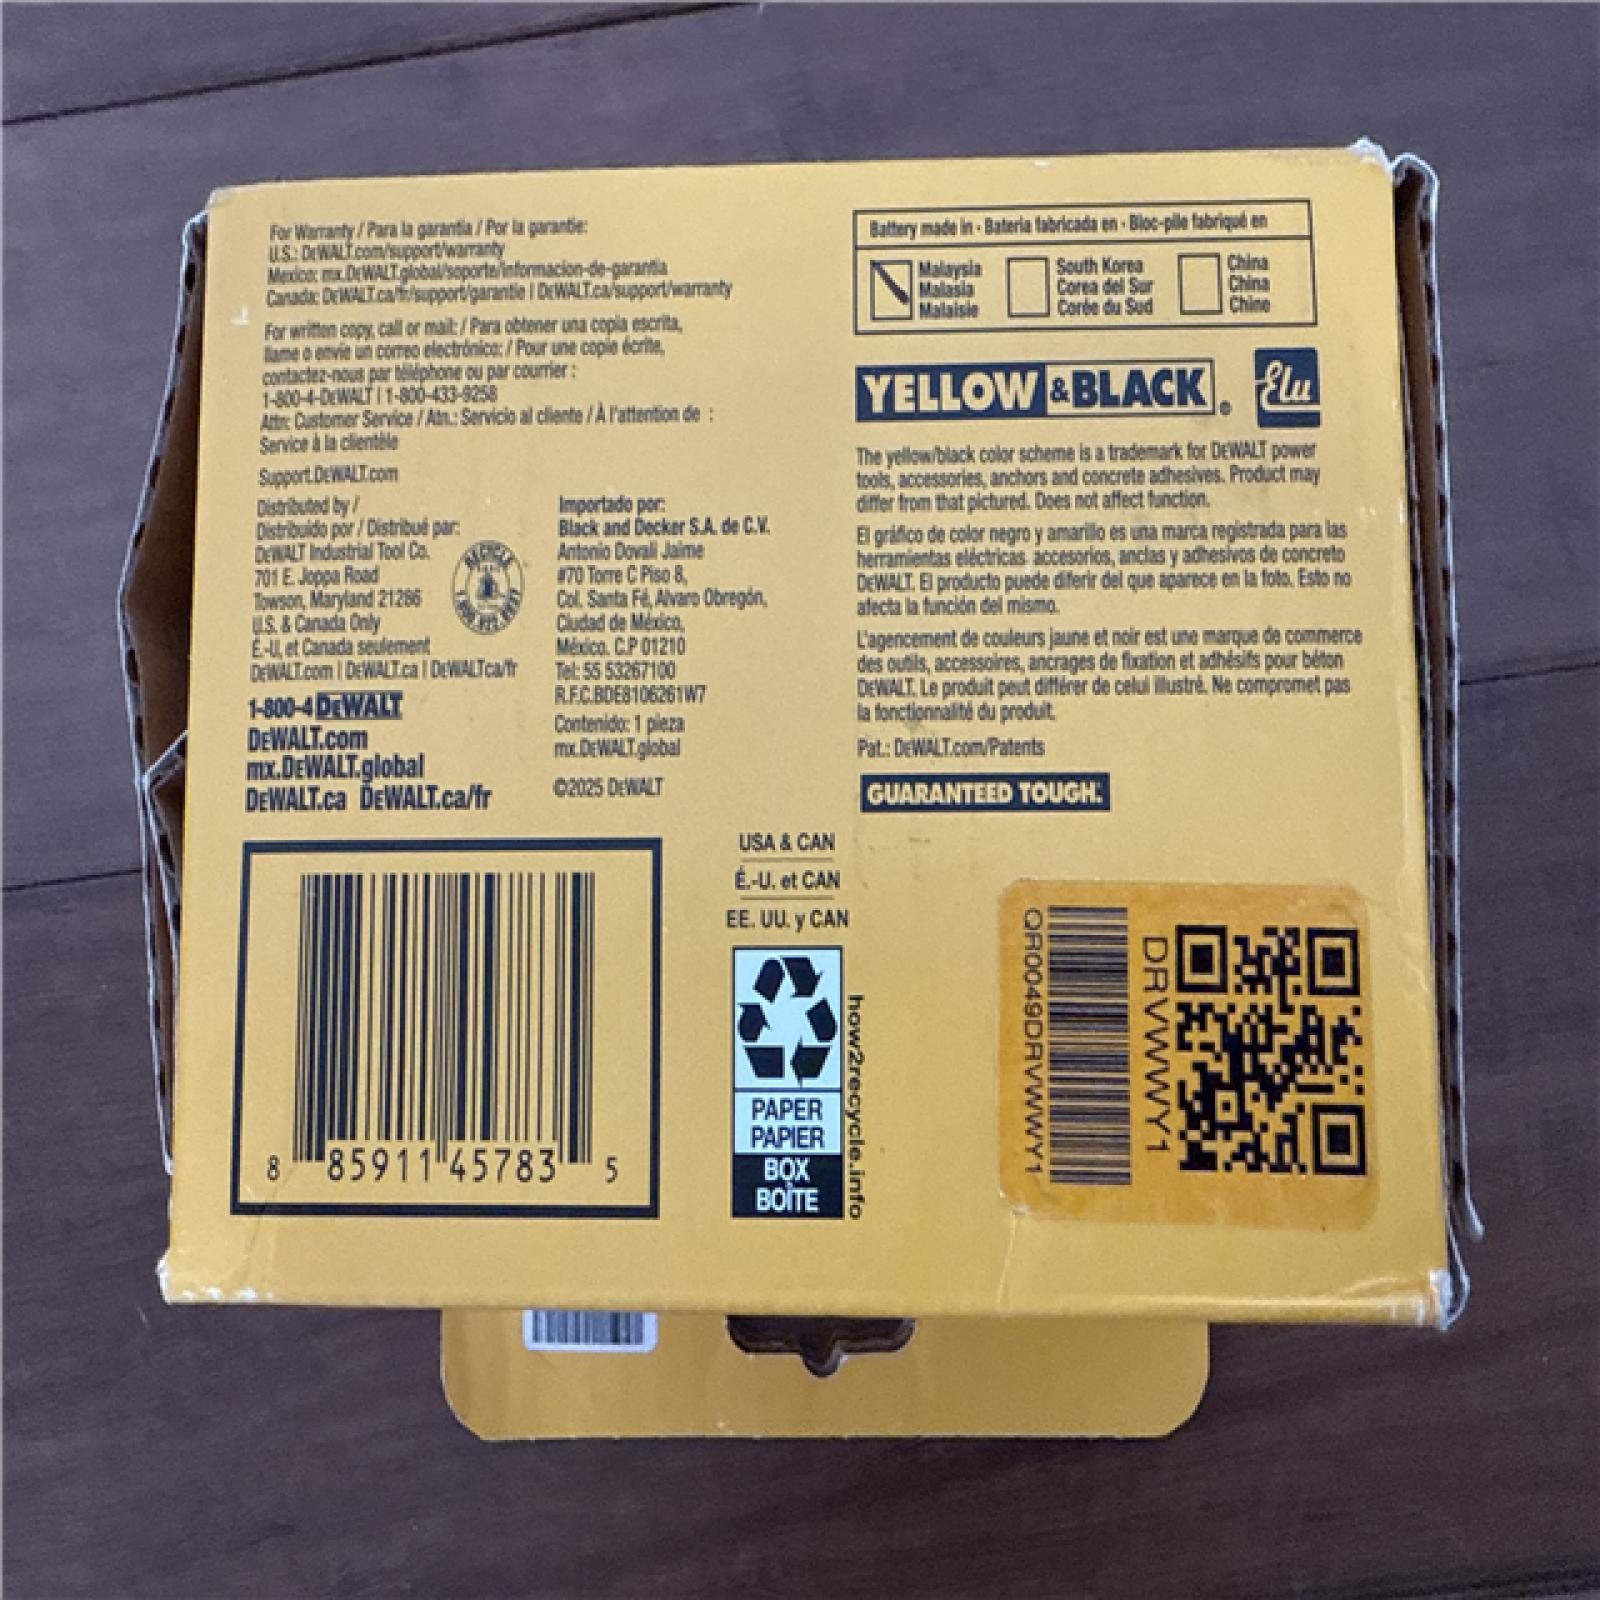 For Warranty / Para la garantia / Por la garantie:
U.S.: DEWALT.com/support/warranty
Mexico: mx.DEWALT.global/soporte/informacion-de-garantia
Canada: DEWALT.ca/fr/support/garantie | DEWALT.ca/support/warranty
For written copy, call or mail: / Para obtener una copia escrita,
llame o envíe un correo electrónico: / Pour une copie écrite,
contactez-nous par téléphone ou par courrier :
1-800-4-DEWALT | 1-800-433-9258
Attn: Customer Service / Atn.: Servicio al cliente / À l'attention de :
Service à la clientèle
Support.DEWALT.com
Distributed by /
Distribuido por / Distribué par:
DEWALT Industrial Tool Co.
701 E. Joppa Road
Towson, Maryland 21286
U.S. & Canada Only
É.-U, et Canada seulement
DEWALT.com | DEWALT.ca | DEWALTca/fr
1-800-4 DEWALT
DEWALT.com
mx.DEWALT.global
DEWALT.ca DEWALT.ca/fr
RECYCLE
Importado por:
Black and Decker S.A. de C.V.
Antonio Dovali Jaime
#70 Torre C Piso 8,
Col. Santa Fé, Alvaro Obregón,
Ciudad de México,
México. C.P 01210
Tel: 55 53267100
R.F.C.BDE8106261W7
Contenido: 1 pieza
mx.DEWALT.global
©2025 DEWALT
Battery made in · Bateria fabricada en · Bloc-pile fabriqué en
Malaysia
Malasia
Malaisie
South Korea
Corea del Sur
Corée du Sud
China
China
Chine
YELLOW & BLACK®
Elu
The yellow/black color scheme is a trademark for DEWALT power
tools, accessories, anchors and concrete adhesives. Product may
differ from that pictured. Does not affect function.
El gráfico de color negro y amarillo es una marca registrada para las
herramientas eléctricas, accesorios, anclas y adhesivos de concreto
DEWALT. El producto puede diferir del que aparece en la foto. Esto no
afecta la función del mismo.
L'agencement de couleurs jaune et noir est une marque de commerce
des outils, accessoires, ancrages de fixation et adhésifs pour béton
DEWALT. Le produit peut différer de celui illustré. Ne compromet pas
la fonctionnalité du produit.
Pat.: DEWALT.com/Patents
GUARANTEED TOUGH.
8 85911 45783 5
USA & CAN
É.-U. et CAN
EE. UU. y CAN
PAPER
PAPIER
BOX
BOÎTE
how2recycle.info
QR0049DRVWWY1
DRVWWY1